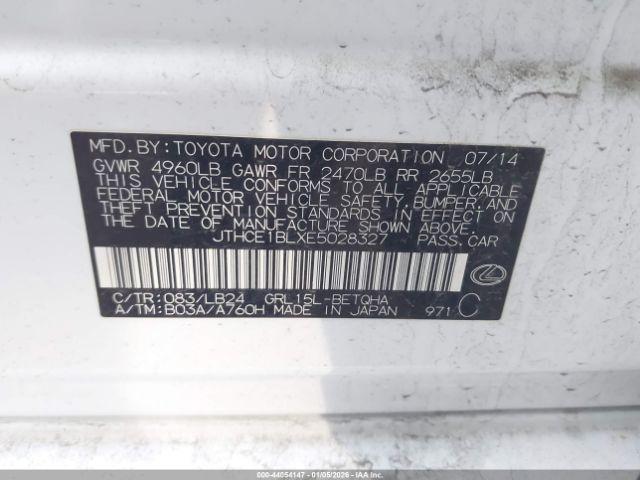 MFD.BY:TOYOTA MOTOR CORPORATION 07/14
GVWR 4960LB GAWR FR 2470LB RR 2655LB
THIS VEHICLE CONFORMS TO ALL APPLICABLE
FEDERAL MOTOR VEHICLE SAFETY,BUMPER,AND
THEFT PREVENTION STANDARDS IN EFFECT ON
THE DATE OF MANUFACTURE SHOWN ABOVE.
JTHCE1BLXE5028327 PASS.CAR
C/TR:083/LB24 GRL15L-BETQHA
A/TM:B03A/A760H MADE IN JAPAN 971 C
000-44054147 - 01/05/2026 - IAAI.COM